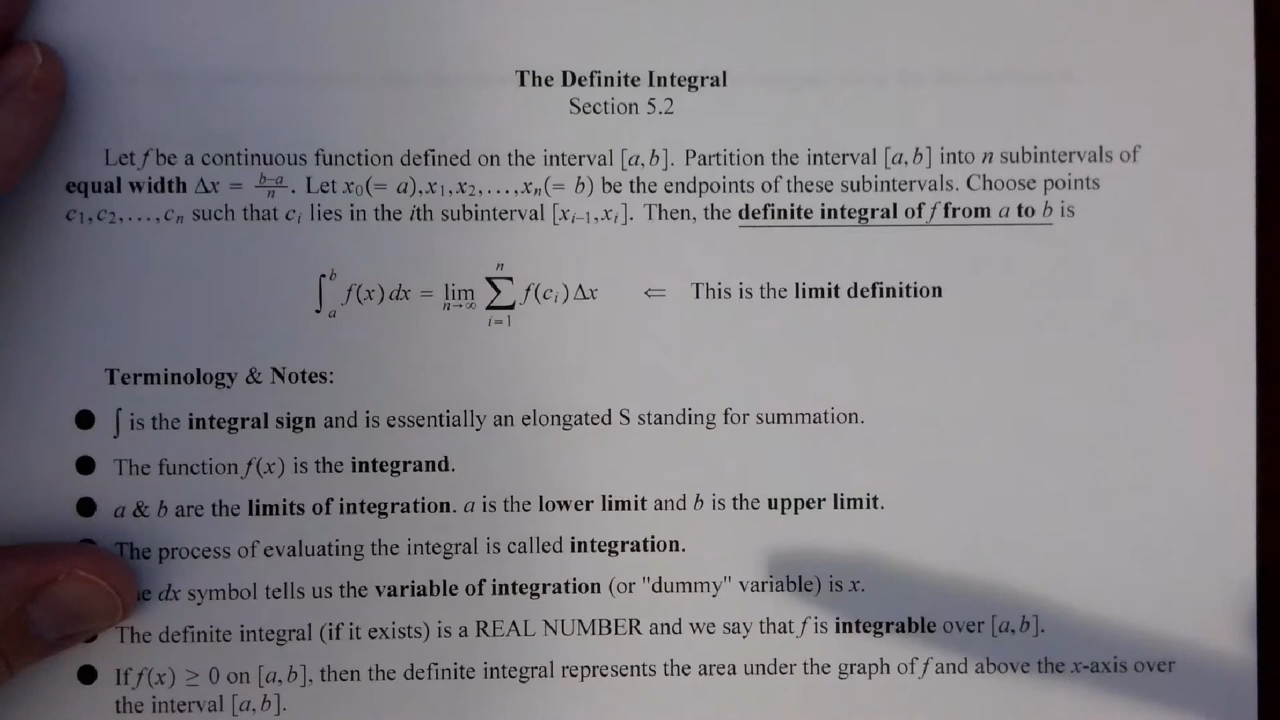 The Definite Integral
Section 5.2
Let f be a continuous function defined on the interval [a,b]. Partition the interval [a,b] into n subintervals of
equal width Δx = (b−a)/n. Let x₀(= a),x₁,x₂,…,xₙ(= b) be the endpoints of these subintervals. Choose points
c₁,c₂,…,cₙ such that cᵢ lies in the ith subinterval [xᵢ₋₁,xᵢ]. Then, the definite integral of f from a to b is
∫ₐᵇ f(x) dx = lim_{n→∞} ∑_{i=1}^{n} f(cᵢ) Δx ⇐ This is the limit definition
Terminology & Notes:
● ∫ is the integral sign and is essentially an elongated S standing for summation.
● The function f(x) is the integrand.
● a & b are the limits of integration. a is the lower limit and b is the upper limit.
The process of evaluating the integral is called integration.
dx symbol tells us the variable of integration (or "dummy" variable) is x.
The definite integral (if it exists) is a REAL NUMBER and we say that f is integrable over [a,b].
● If f(x) ≥ 0 on [a,b], then the definite integral represents the area under the graph of f and above the x-axis over
the interval [a,b].